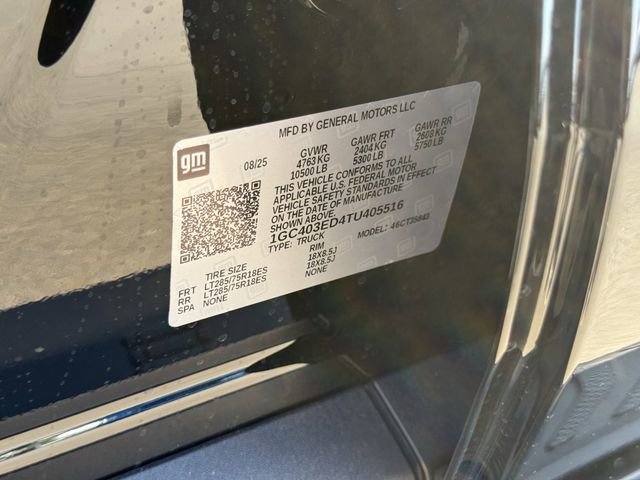 MFD BY GENERAL MOTORS LLC
gm
08/25
GVWR GAWR FRT GAWR RR
4763 KG 2404 KG 2608 KG
10500 LB 5300 LB 5750 LB
THIS VEHICLE CONFORMS TO ALL
APPLICABLE U.S. FEDERAL MOTOR
VEHICLE SAFETY STANDARDS IN EFFECT
ON THE DATE OF MANUFACTURE
SHOWN ABOVE.
1GC403ED4TU405516
TYPE: TRUCK MODEL: 46CT35843
TIRE SIZE RIM
FRT LT285/75R18ES 18X8.5J
RR LT285/75R18ES 18X8.5J
SPA NONE NONE